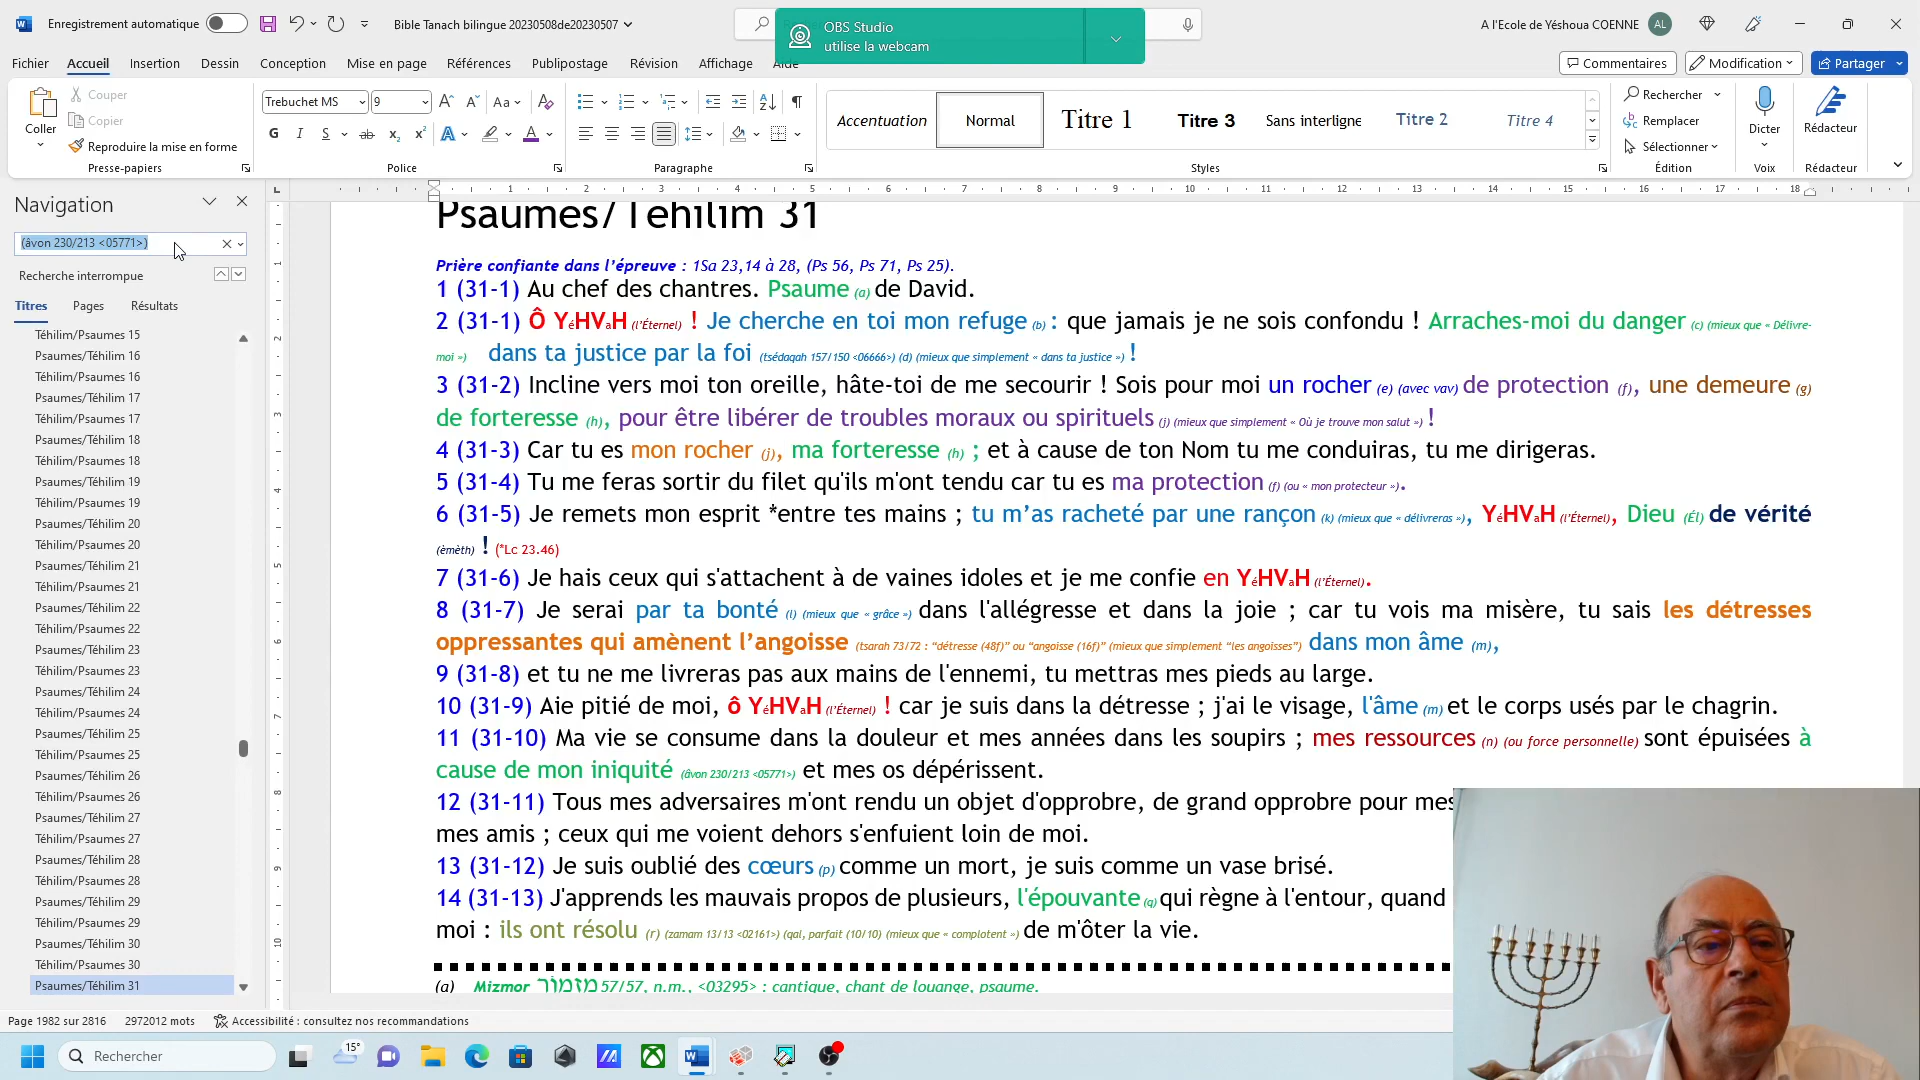 Enregistrement automatique
Bible Tanach bilingue 20230508de20230507
OBS Studio
utilise la webcam
A l'Ecole de Yéshoua COENNE
AL
Fichier Accueil Insertion Dessin Conception Mise en page Références Publipostage Révision Affichage Aide
Commentaires
Modification
Partager
Coller
Couper
Copier
Reproduire la mise en forme
Presse-papiers
Trebuchet MS
9
Police
Paragraphe
Accentuation
Normal
Titre 1
Titre 3
Sans interligne
Titre 2
Titre 4
Styles
Rechercher
Remplacer
Sélectionner
Édition
Dicter
Voix
Rédacteur
Rédacteur
Navigation
(âvon 230/213 <05771>)
Recherche interrompue
Titres Pages Résultats
Téhilim/Psaumes 15
Psaumes/Téhilim 16
Téhilim/Psaumes 16
Psaumes/Téhilim 17
Téhilim/Psaumes 17
Psaumes/Téhilim 18
Téhilim/Psaumes 18
Psaumes/Téhilim 19
Téhilim/Psaumes 19
Psaumes/Téhilim 20
Téhilim/Psaumes 20
Psaumes/Téhilim 21
Téhilim/Psaumes 21
Psaumes/Téhilim 22
Téhilim/Psaumes 22
Psaumes/Téhilim 23
Téhilim/Psaumes 23
Psaumes/Téhilim 24
Téhilim/Psaumes 24
Psaumes/Téhilim 25
Téhilim/Psaumes 25
Psaumes/Téhilim 26
Téhilim/Psaumes 26
Psaumes/Téhilim 27
Téhilim/Psaumes 27
Psaumes/Téhilim 28
Téhilim/Psaumes 28
Psaumes/Téhilim 29
Téhilim/Psaumes 29
Psaumes/Téhilim 30
Téhilim/Psaumes 30
Psaumes/Téhilim 31
Psaumes/Téhilim 31
Prière confiante dans l'épreuve : 1Sa 23,14 à 28, (Ps 56, Ps 71, Ps 25).
1 (31-1) Au chef des chantres. Psaume (a) de David.
2 (31-1) Ô YéHVaH (l'Éternel) ! Je cherche en toi mon refuge (b) : que jamais je ne sois confondu ! Arraches-moi du danger (c) (mieux que « Délivre-
moi ») dans ta justice par la foi (tsédaqah 157/150 <06666>) (d) (mieux que simplement « dans ta justice ») !
3 (31-2) Incline vers moi ton oreille, hâte-toi de me secourir ! Sois pour moi un rocher (e) (avec vav) de protection (f), une demeure (g)
de forteresse (h), pour être libérer de troubles moraux ou spirituels (j) (mieux que simplement « Où je trouve mon salut ») !
4 (31-3) Car tu es mon rocher (j), ma forteresse (h) ; et à cause de ton Nom tu me conduiras, tu me dirigeras.
5 (31-4) Tu me feras sortir du filet qu'ils m'ont tendu car tu es ma protection (f) (ou « mon protecteur »).
6 (31-5) Je remets mon esprit *entre tes mains ; tu m'as racheté par une rançon (k) (mieux que « délivreras »), YéHVaH (l'Éternel), Dieu (Él) de vérité
(èmèth) ! (*Lc 23.46)
7 (31-6) Je hais ceux qui s'attachent à de vaines idoles et je me confie en YéHVaH (l'Éternel).
8 (31-7) Je serai par ta bonté (l) (mieux que « grâce ») dans l'allégresse et dans la joie ; car tu vois ma misère, tu sais les détresses
oppressantes qui amènent l'angoisse (tsarah 73/72 : "détresse (48f)" ou "angoisse (16f)" (mieux que simplement "les angoisses") dans mon âme (m),
9 (31-8) et tu ne me livreras pas aux mains de l'ennemi, tu mettras mes pieds au large.
10 (31-9) Aie pitié de moi, ô YéHVaH (l'Éternel) ! car je suis dans la détresse ; j'ai le visage, l'âme (m) et le corps usés par le chagrin.
11 (31-10) Ma vie se consume dans la douleur et mes années dans les soupirs ; mes ressources (n) (ou force personnelle) sont épuisées à
cause de mon iniquité (âvon 230/213 <05771>) et mes os dépérissent.
12 (31-11) Tous mes adversaires m'ont rendu un objet d'opprobre, de grand opprobre pour mes
mes amis ; ceux qui me voient dehors s'enfuient loin de moi.
13 (31-12) Je suis oublié des cœurs (p) comme un mort, je suis comme un vase brisé.
14 (31-13) J'apprends les mauvais propos de plusieurs, l'épouvante (q) qui règne à l'entour, quand
moi : ils ont résolu (r) (zamam 13/13 <02161>) (qal, parfait (10/10) (mieux que « complotent ») de m'ôter la vie.
(a) Mizmor מזמור 57/57, n.m., <03295> : cantique, chant de louange, psaume.
Page 1982 sur 2816 2972012 mots Accessibilité : consultez nos recommandations
Rechercher
15°